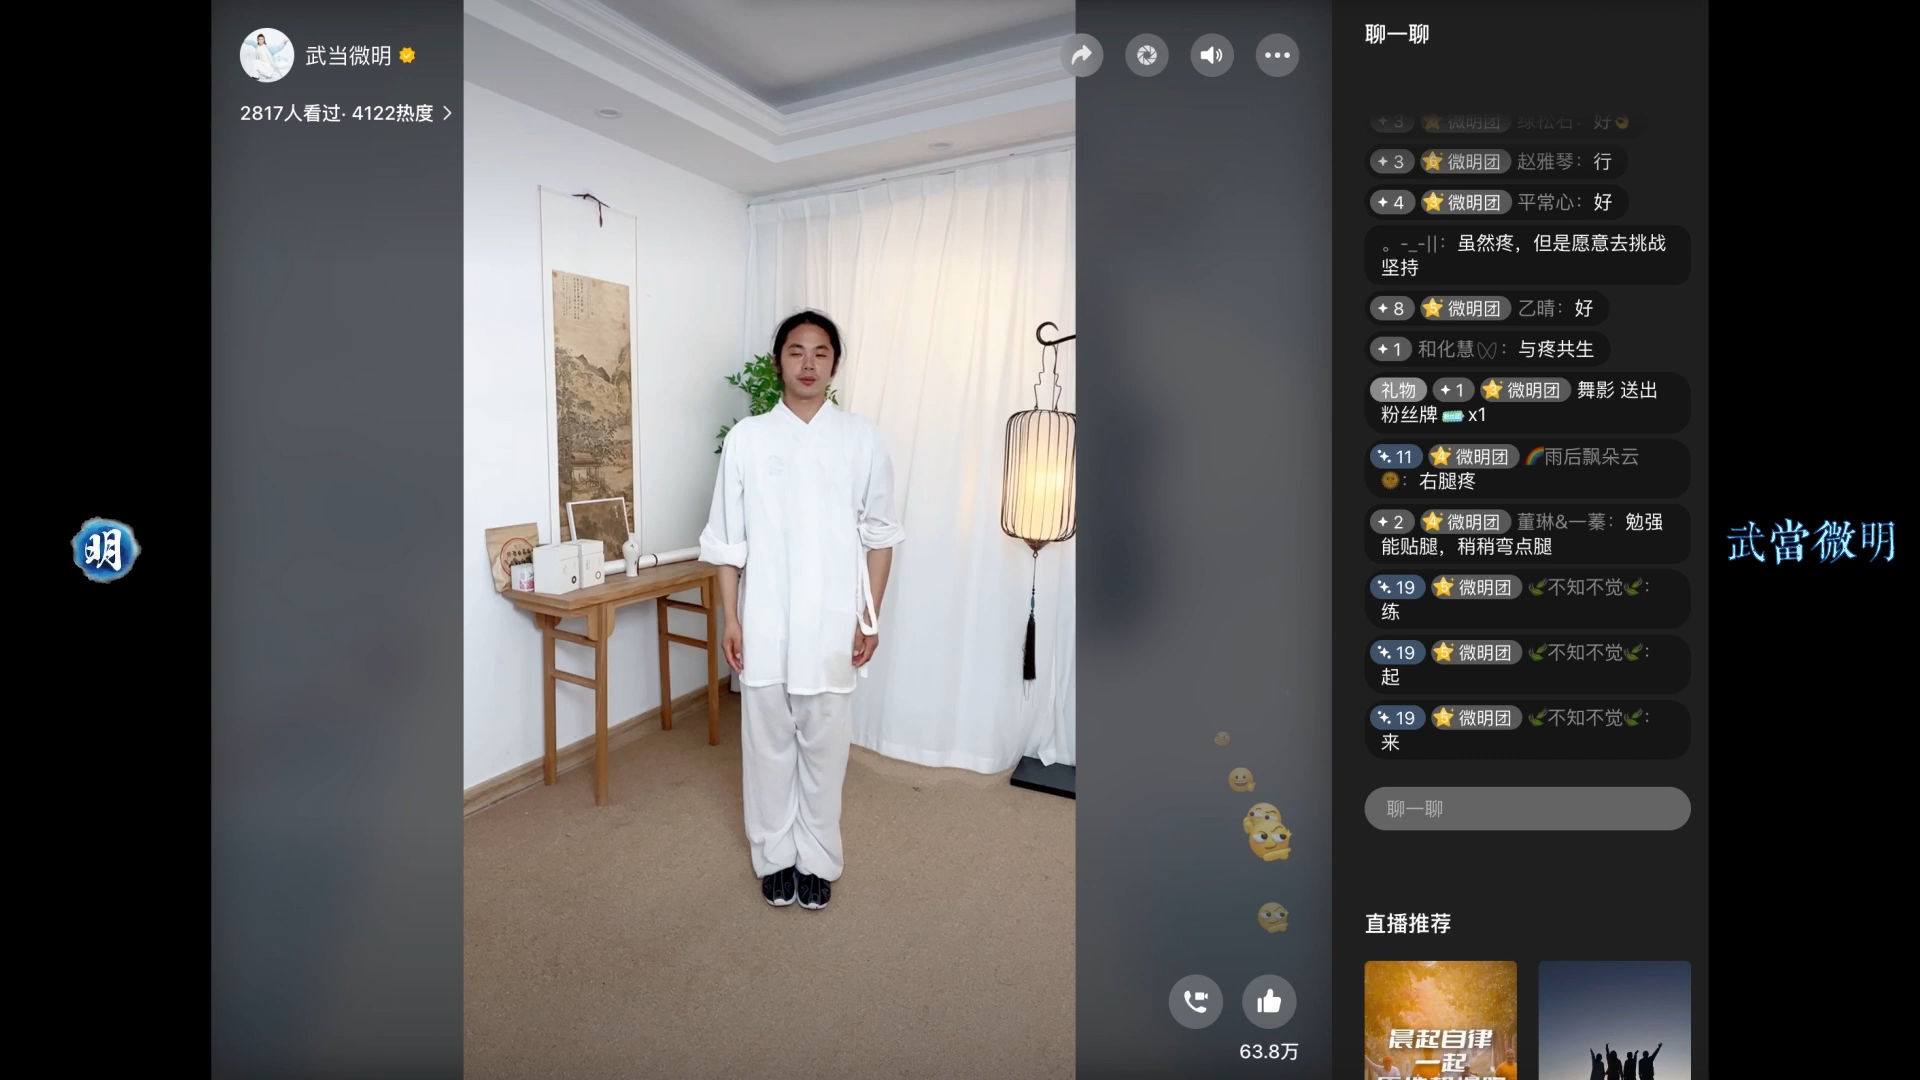 武当微明
2817人看过· 4122热度
明
63.8万
聊一聊
+3 微明团 绿松石：好
+3 微明团 赵雅琴：行
+4 微明团 平常心：好
。-_-||：虽然疼，但是愿意去挑战
坚持
+8 微明团 乙晴：好
+1 和化慧：与疼共生
礼物 +1 微明团 舞影 送出
粉丝牌 x1
11 微明团 雨后飘朵云
：右腿疼
+2 微明团 董琳&一蓁：勉强
能贴腿，稍稍弯点腿
19 微明团 不知不觉：
练
19 微明团 不知不觉：
起
19 微明团 不知不觉：
来
聊一聊
直播推荐
晨起自律
一起
武當微明